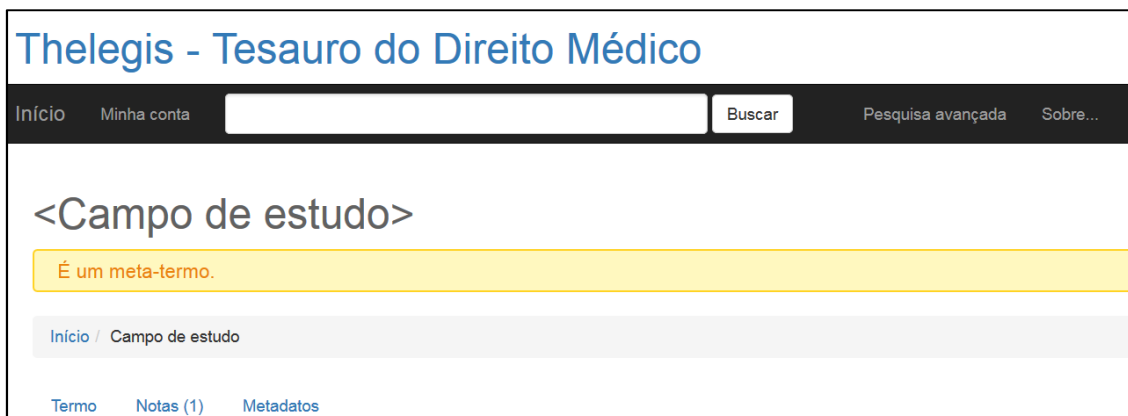 Thelegis - Tesauro do Direito Médico
Início Minha conta Buscar Pesquisa avançada Sobre...
<Campo de estudo>
É um meta-termo.
Início / Campo de estudo
Termo Notas (1) Metadatos